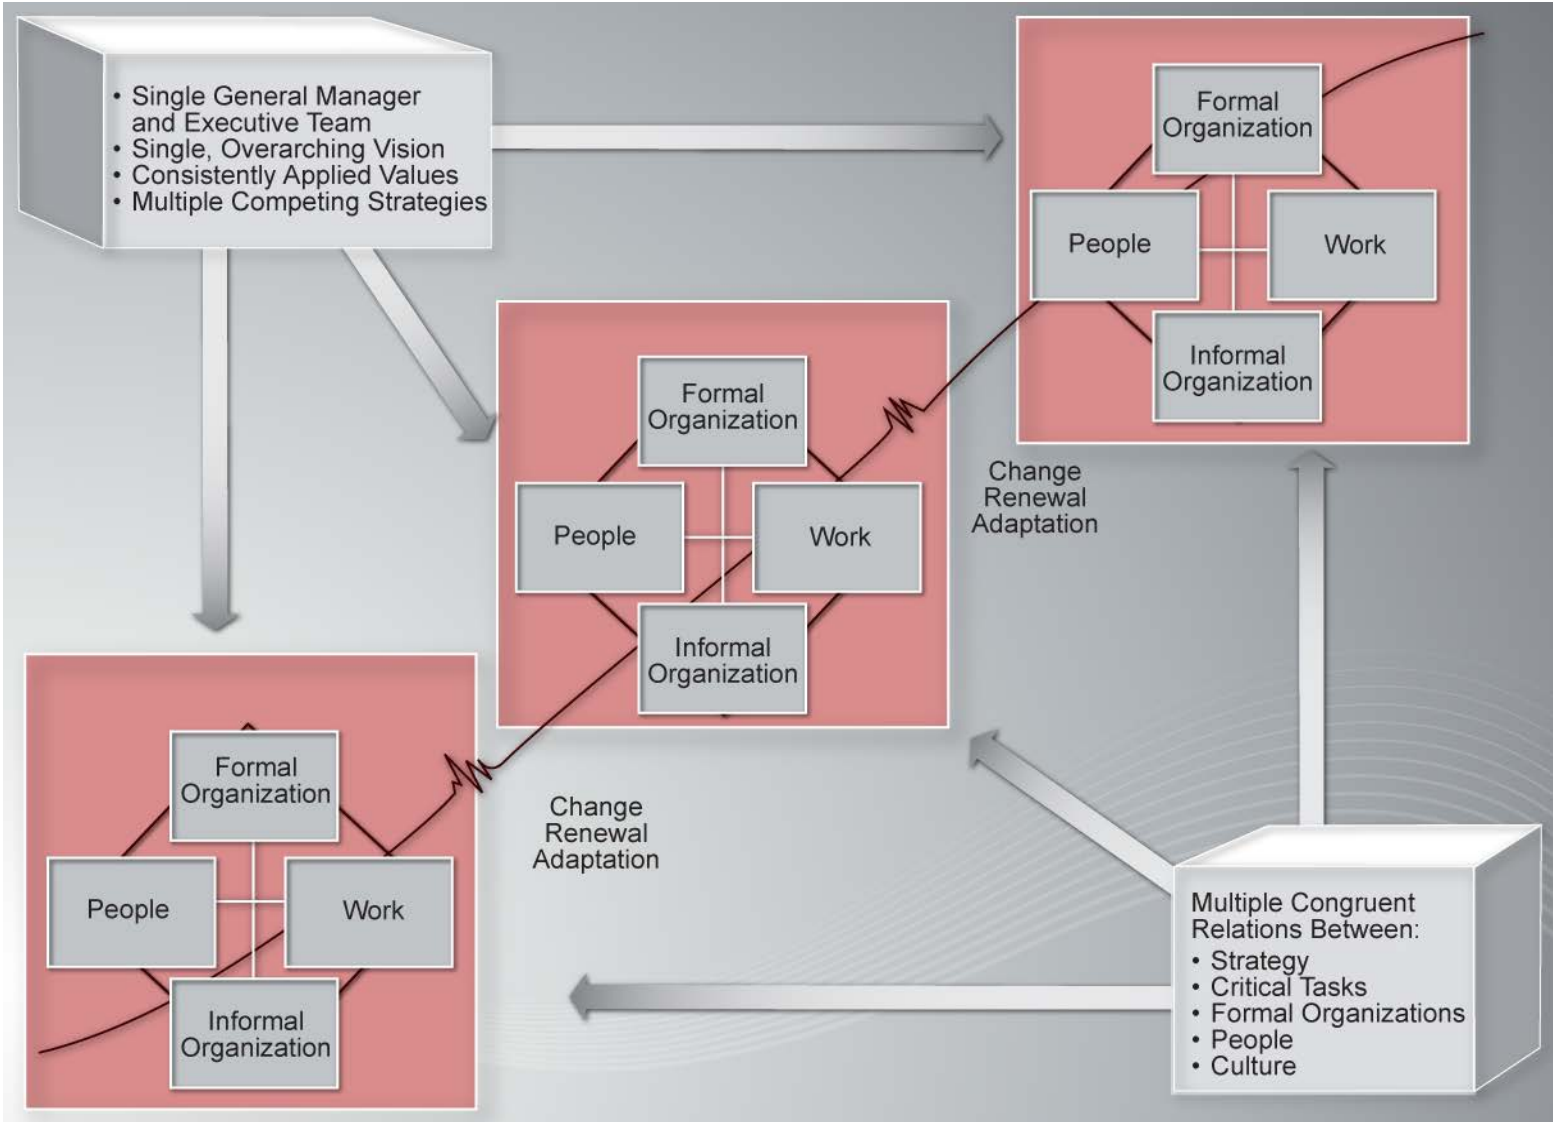 • Single General Manager
and Executive Team
• Single, Overarching Vision
• Consistently Applied Values
• Multiple Competing Strategies
Formal
Organization
People
Work
Informal
Organization
Formal
Organization
People
Work
Informal
Organization
Change
Renewal
Adaptation
Formal
Organization
People
Work
Informal
Organization
Change
Renewal
Adaptation
Multiple Congruent
Relations Between:
• Strategy
• Critical Tasks
• Formal Organizations
• People
• Culture